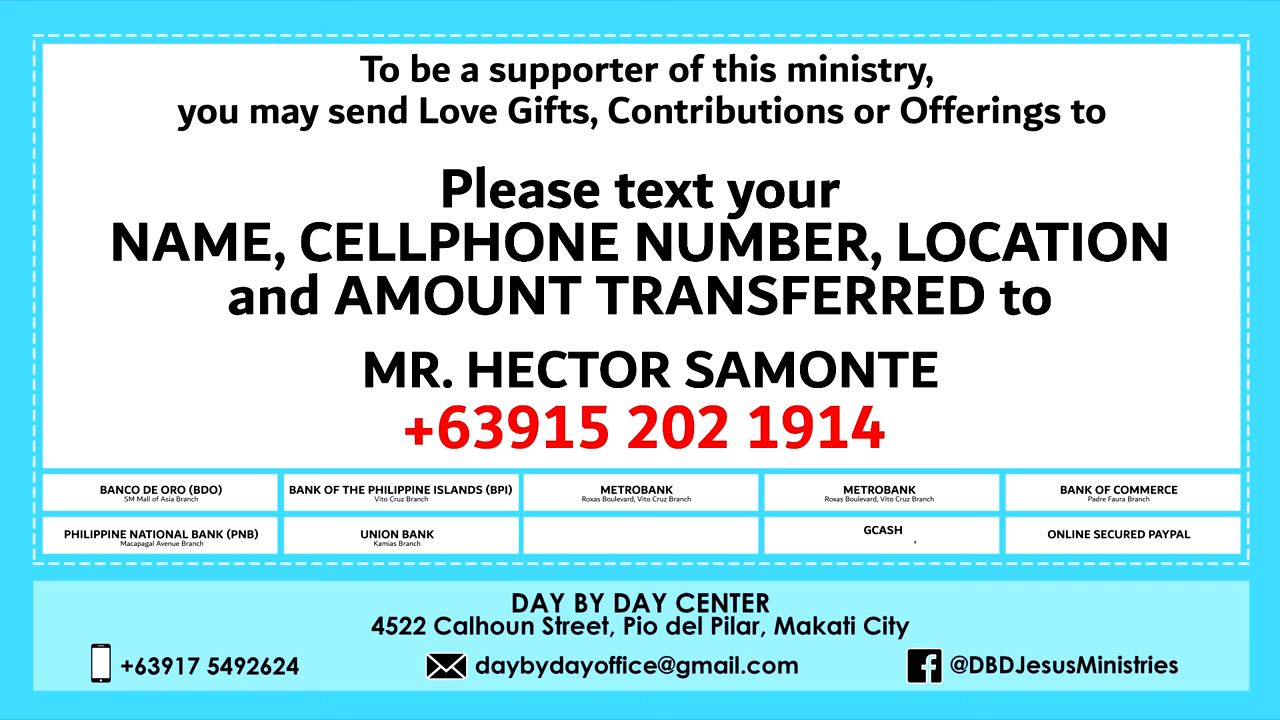 To be a supporter of this ministry,
you may send Love Gifts, Contributions or Offerings to
Please text your
NAME, CELLPHONE NUMBER, LOCATION
and AMOUNT TRANSFERRED to
MR. HECTOR SAMONTE
+63915 202 1914
BANCO DE ORO (BDO)
SM Mall of Asia Branch
BANK OF THE PHILIPPINE ISLANDS (BPI)
Vito Cruz Branch
METROBANK
Roxas Boulevard, Vito Cruz Branch
METROBANK
Roxas Boulevard, Vito Cruz Branch
BANK OF COMMERCE
Padre Faura Branch
PHILIPPINE NATIONAL BANK (PNB)
Macapagal Avenue Branch
UNION BANK
Kamias Branch
GCASH
,
ONLINE SECURED PAYPAL
DAY BY DAY CENTER
4522 Calhoun Street, Pio del Pilar, Makati City
+63917 5492624
daybydayoffice@gmail.com
@DBDJesusMinistries